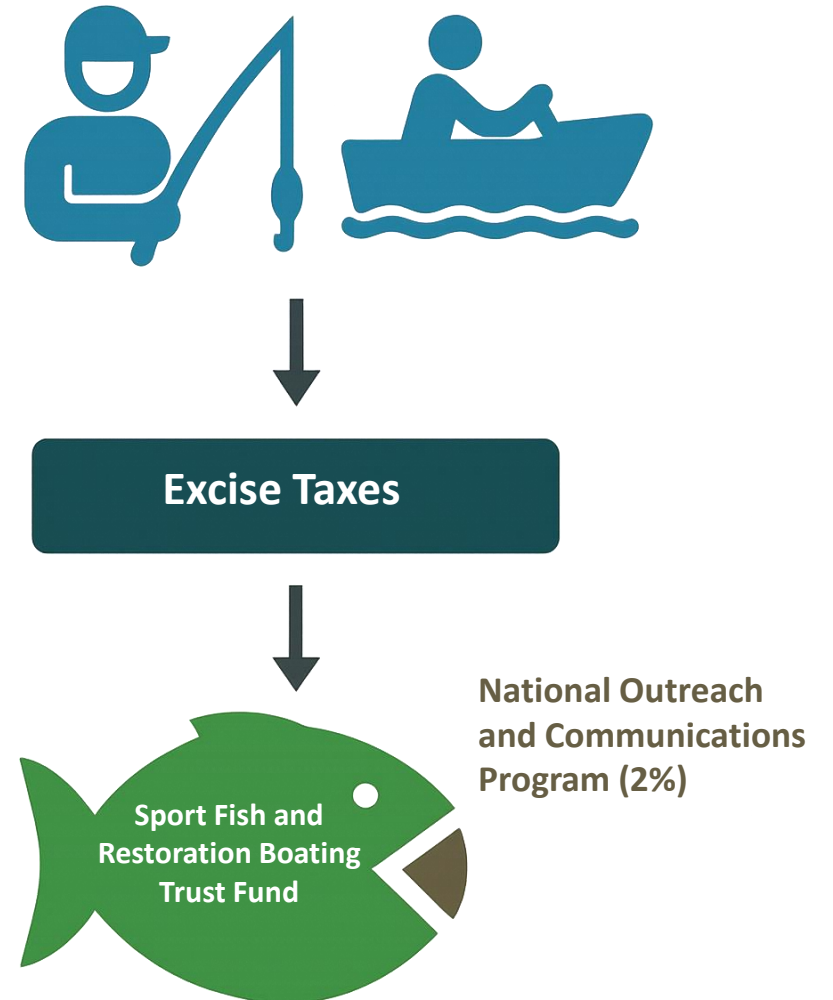 Excise Taxes
National Outreach
and Communications
Program (2%)
Sport Fish and
Restoration Boating
Trust Fund